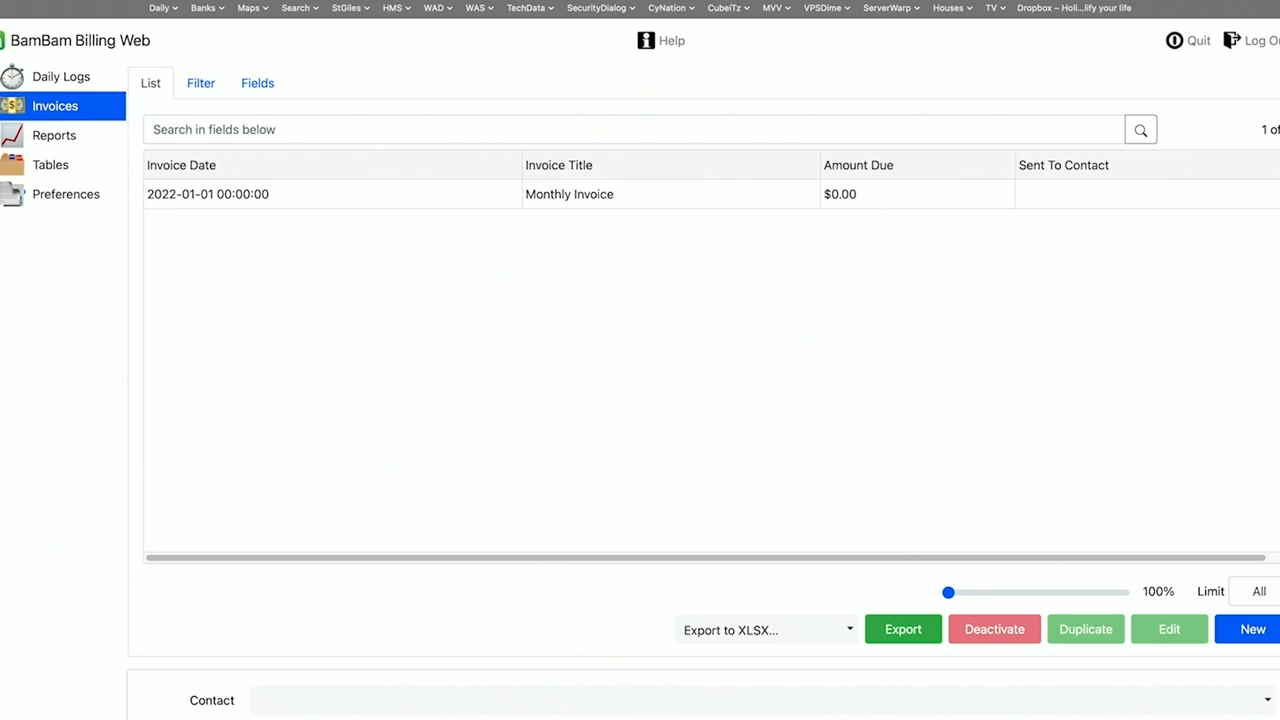 Daily Banks Maps Search StGiles HMS WAD WAS TechData SecurityDialog CyNation CubeiTz MVV VPSDime ServerWarp Houses TV Dropbox – Holi...lify your life
BamBam Billing Web Help Quit Log Ou
Daily Logs
Invoices
Reports
Tables
Preferences
List Filter Fields
Search in fields below 1 of
Invoice Date Invoice Title Amount Due Sent To Contact
2022-01-01 00:00:00 Monthly Invoice $0.00
100% Limit All
Export to XLSX... Export Deactivate Duplicate Edit New
Contact